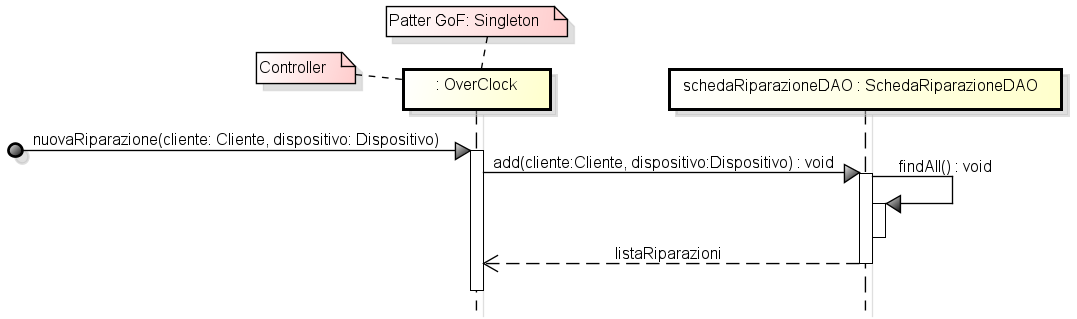 Patter GoF: Singleton
Controller
: OverClock
schedaRiparazioneDAO : SchedaRiparazioneDAO
nuovaRiparazione(cliente: Cliente, dispositivo: Dispositivo)
add(cliente:Cliente, dispositivo:Dispositivo) : void
findAll() : void
listaRiparazioni